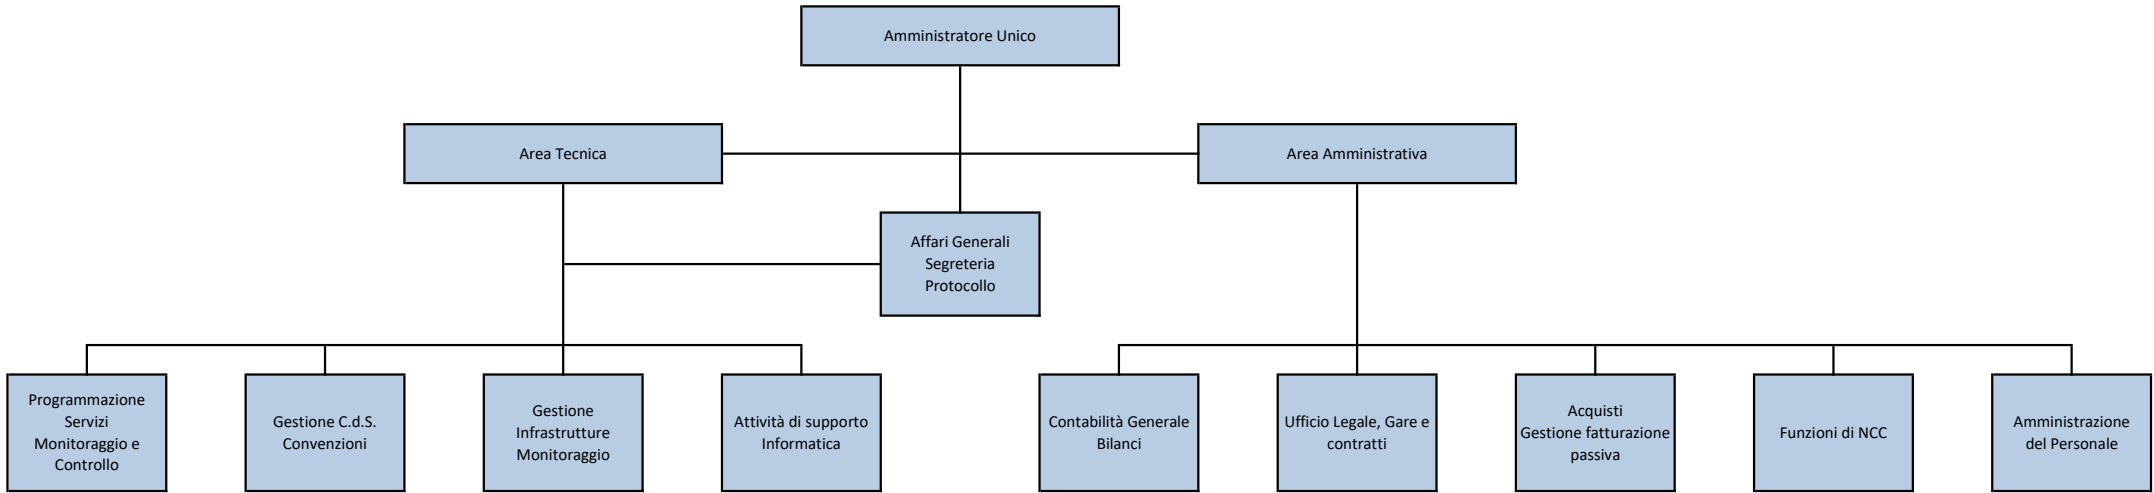 Amministratore Unico
Area Tecnica
Area Amministrativa
Affari Generali
Segreteria
Protocollo
Programmazione
Servizi
Monitoraggio e
Controllo
Gestione C.d.S.
Convenzioni
Gestione
Infrastrutture
Monitoraggio
Attività di supporto
Informatica
Contabilità Generale
Bilanci
Ufficio Legale, Gare e
contratti
Acquisti
Gestione fatturazione
passiva
Funzioni di NCC
Amministrazione
del Personale